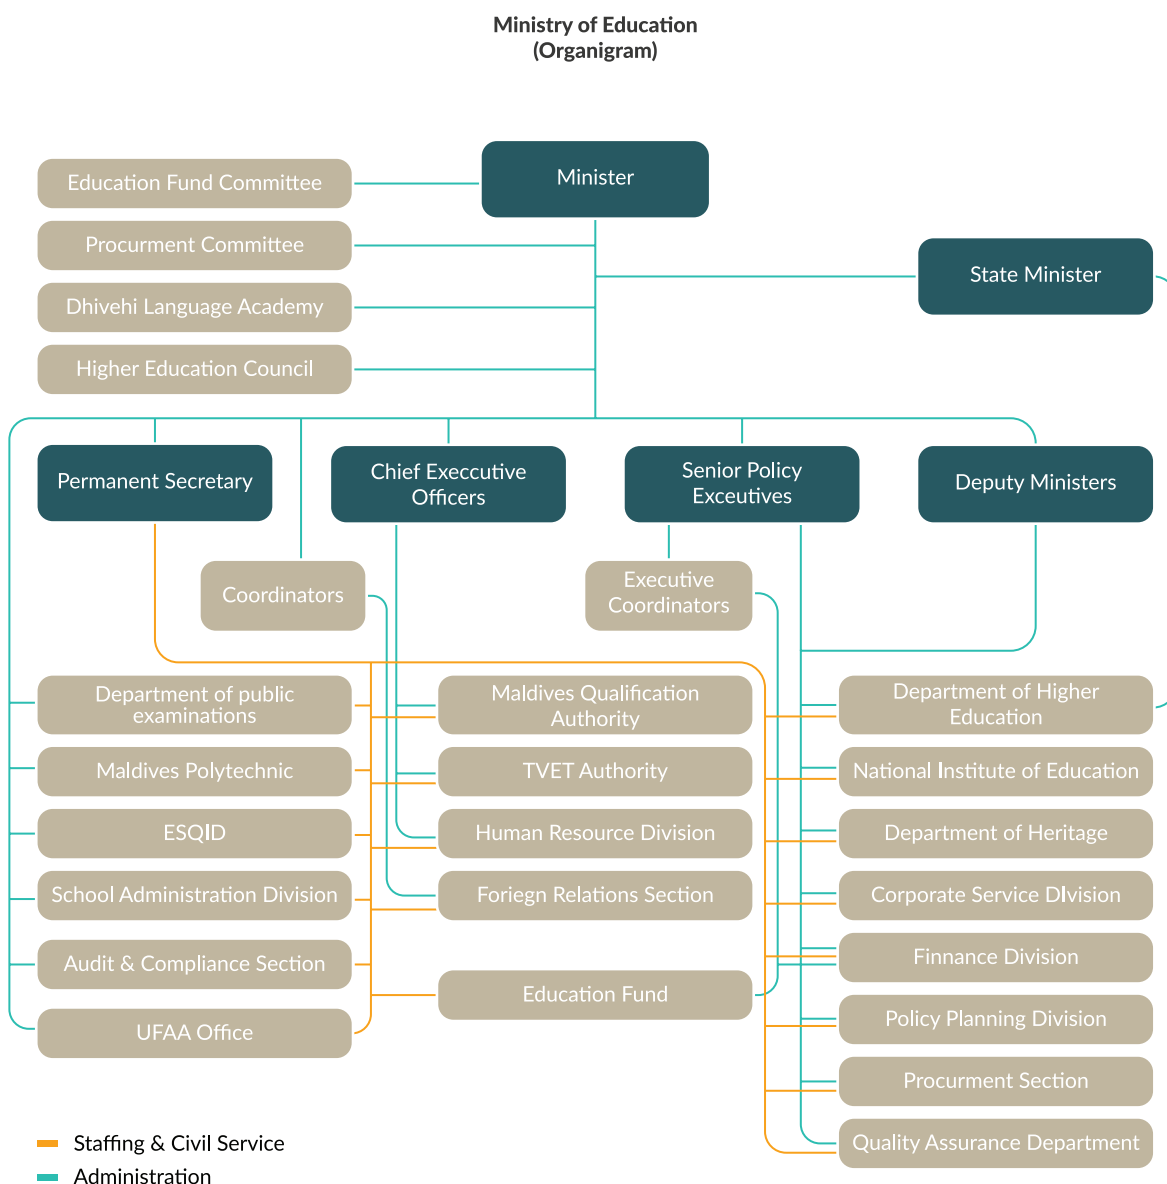 Ministry of Education
(Organigram)
Minister
Education Fund Committee
Procurment Committee
Dhivehi Language Academy
Higher Education Council
State Minister
Permanent Secretary
Chief Execcutive
Officers
Senior Policy
Exceutives
Deputy Ministers
Coordinators
Executive
Coordinators
Department of public
examinations
Maldives Polytechnic
ESQID
School Administration Division
Audit & Compliance Section
UFAA Office
Maldives Qualification
Authority
TVET Authority
Human Resource Division
Foriegn Relations Section
Education Fund
Department of Higher
Education
National Institute of Education
Department of Heritage
Corporate Service DIvision
Finnance Division
Policy Planning Division
Procurment Section
Quality Assurance Department
Staffing & Civil Service
Administration